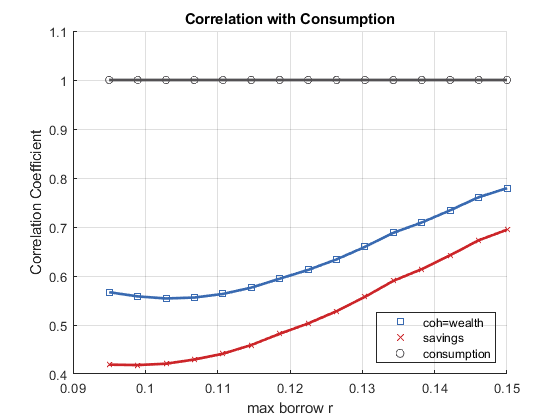 Correlation with Consumption
1.1
1
0.9
0.8
0.7
0.6
0.5
0.4
Correlation Coefficient
coh=wealth
savings
consumption
0.09
0.1
0.11
0.12
0.13
0.14
0.15
max borrow r